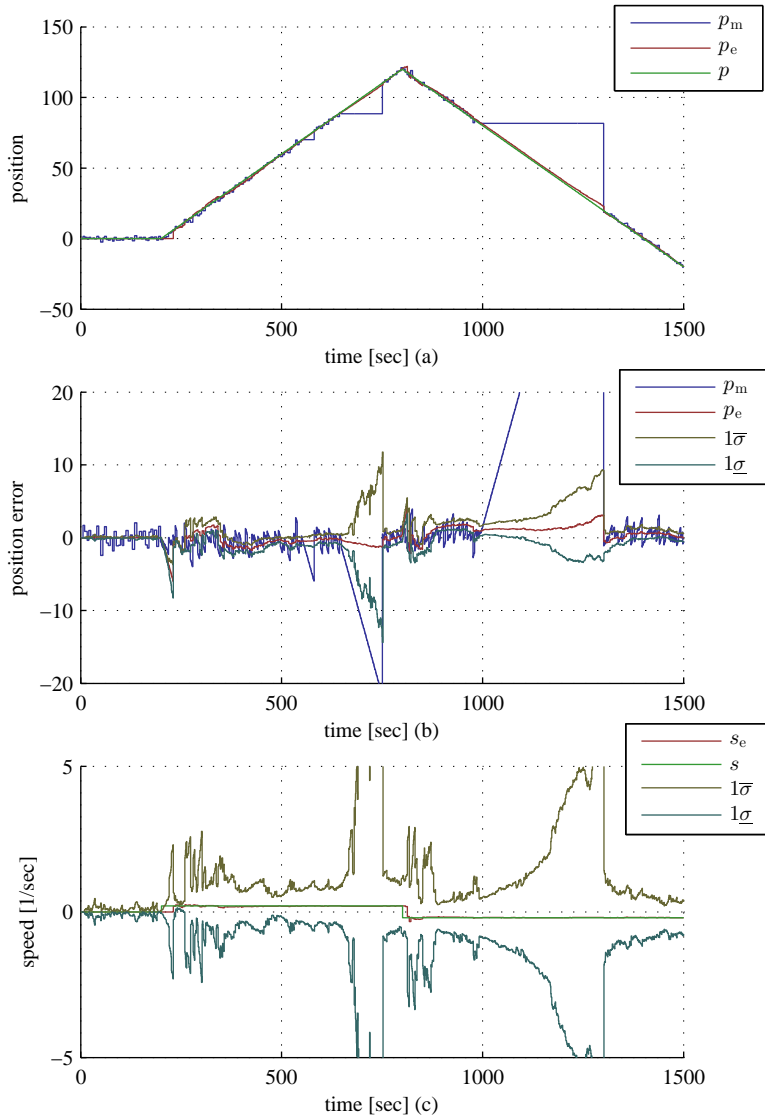 150
100
50
0
−50
position
0
500
1000
1500
time [sec] (a)
p_m
p_e
p
20
10
0
−10
−20
position error
0
500
1000
1500
time [sec] (b)
p_m
p_e
1σ̅
1σ̲
5
0
−5
speed [1/sec]
0
500
1000
1500
time [sec] (c)
s_e
s
1σ̅
1σ̲